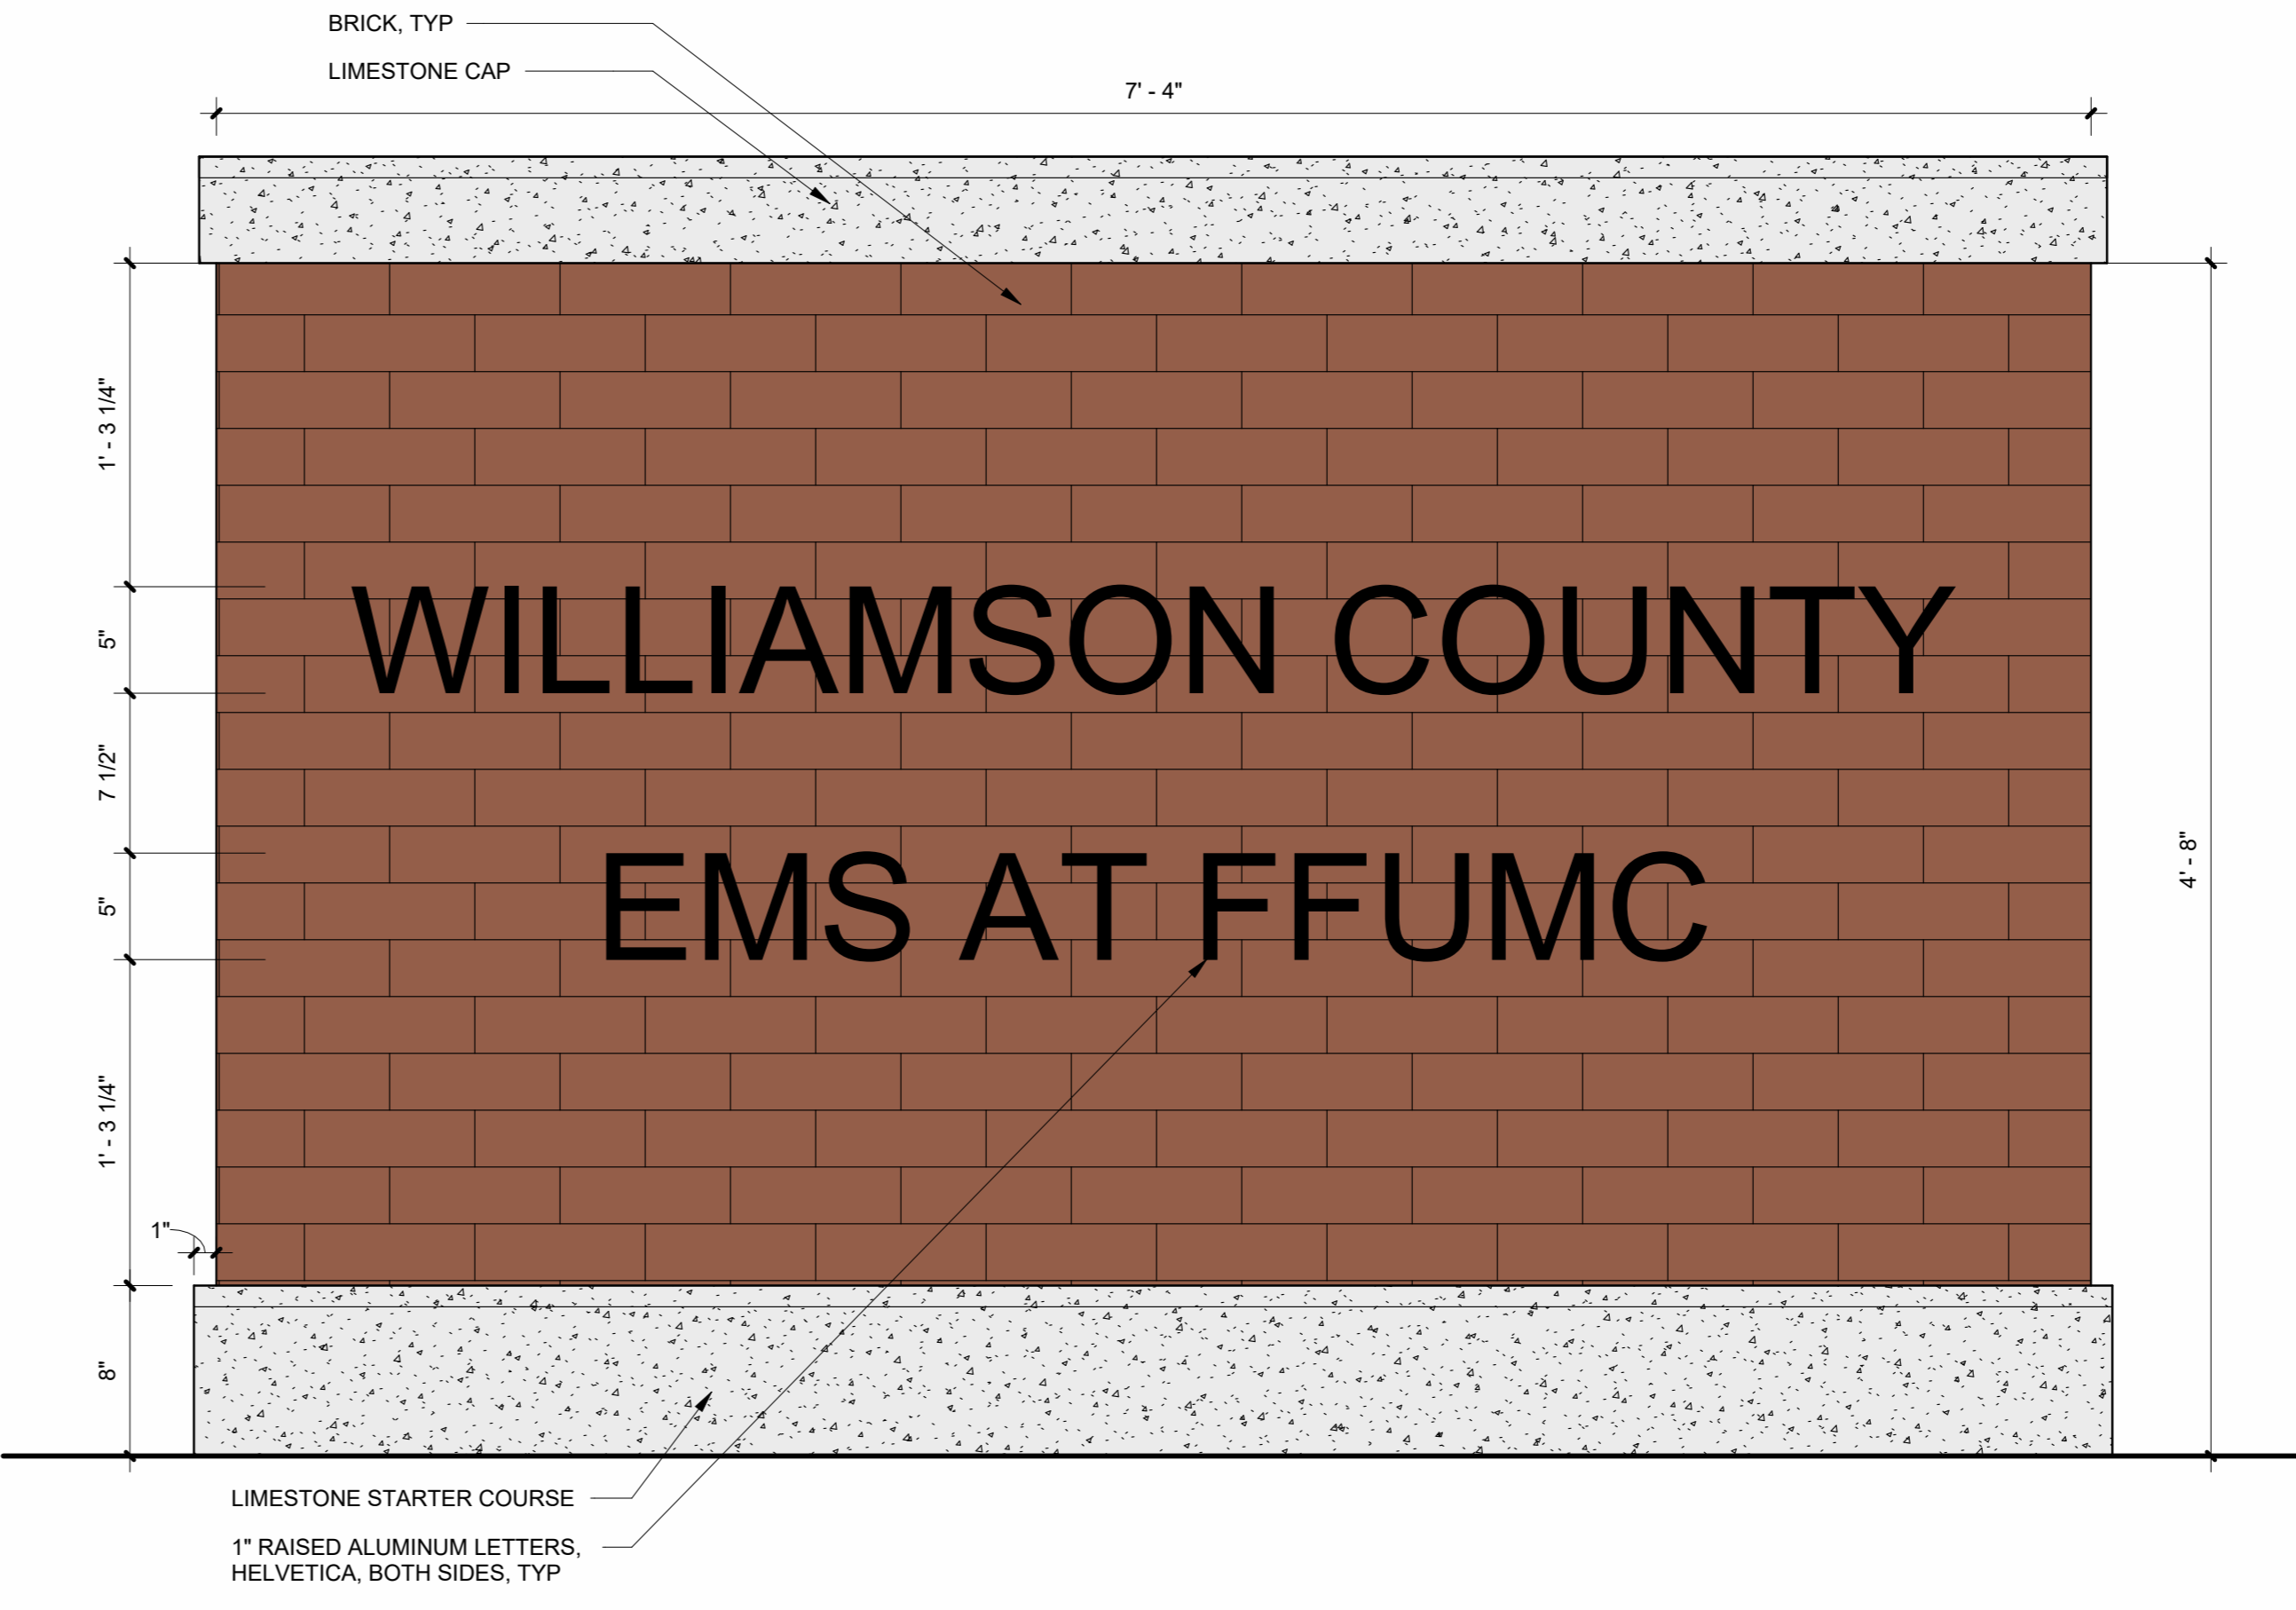 BRICK, TYP
LIMESTONE CAP
7' - 4"
1' - 3 1/4"
5"
7 1/2"
5"
1' - 3 1/4"
1"
8"
4' - 8"
WILLIAMSON COUNTY
EMS AT FFUMC
LIMESTONE STARTER COURSE
1" RAISED ALUMINUM LETTERS,
HELVETICA, BOTH SIDES, TYP